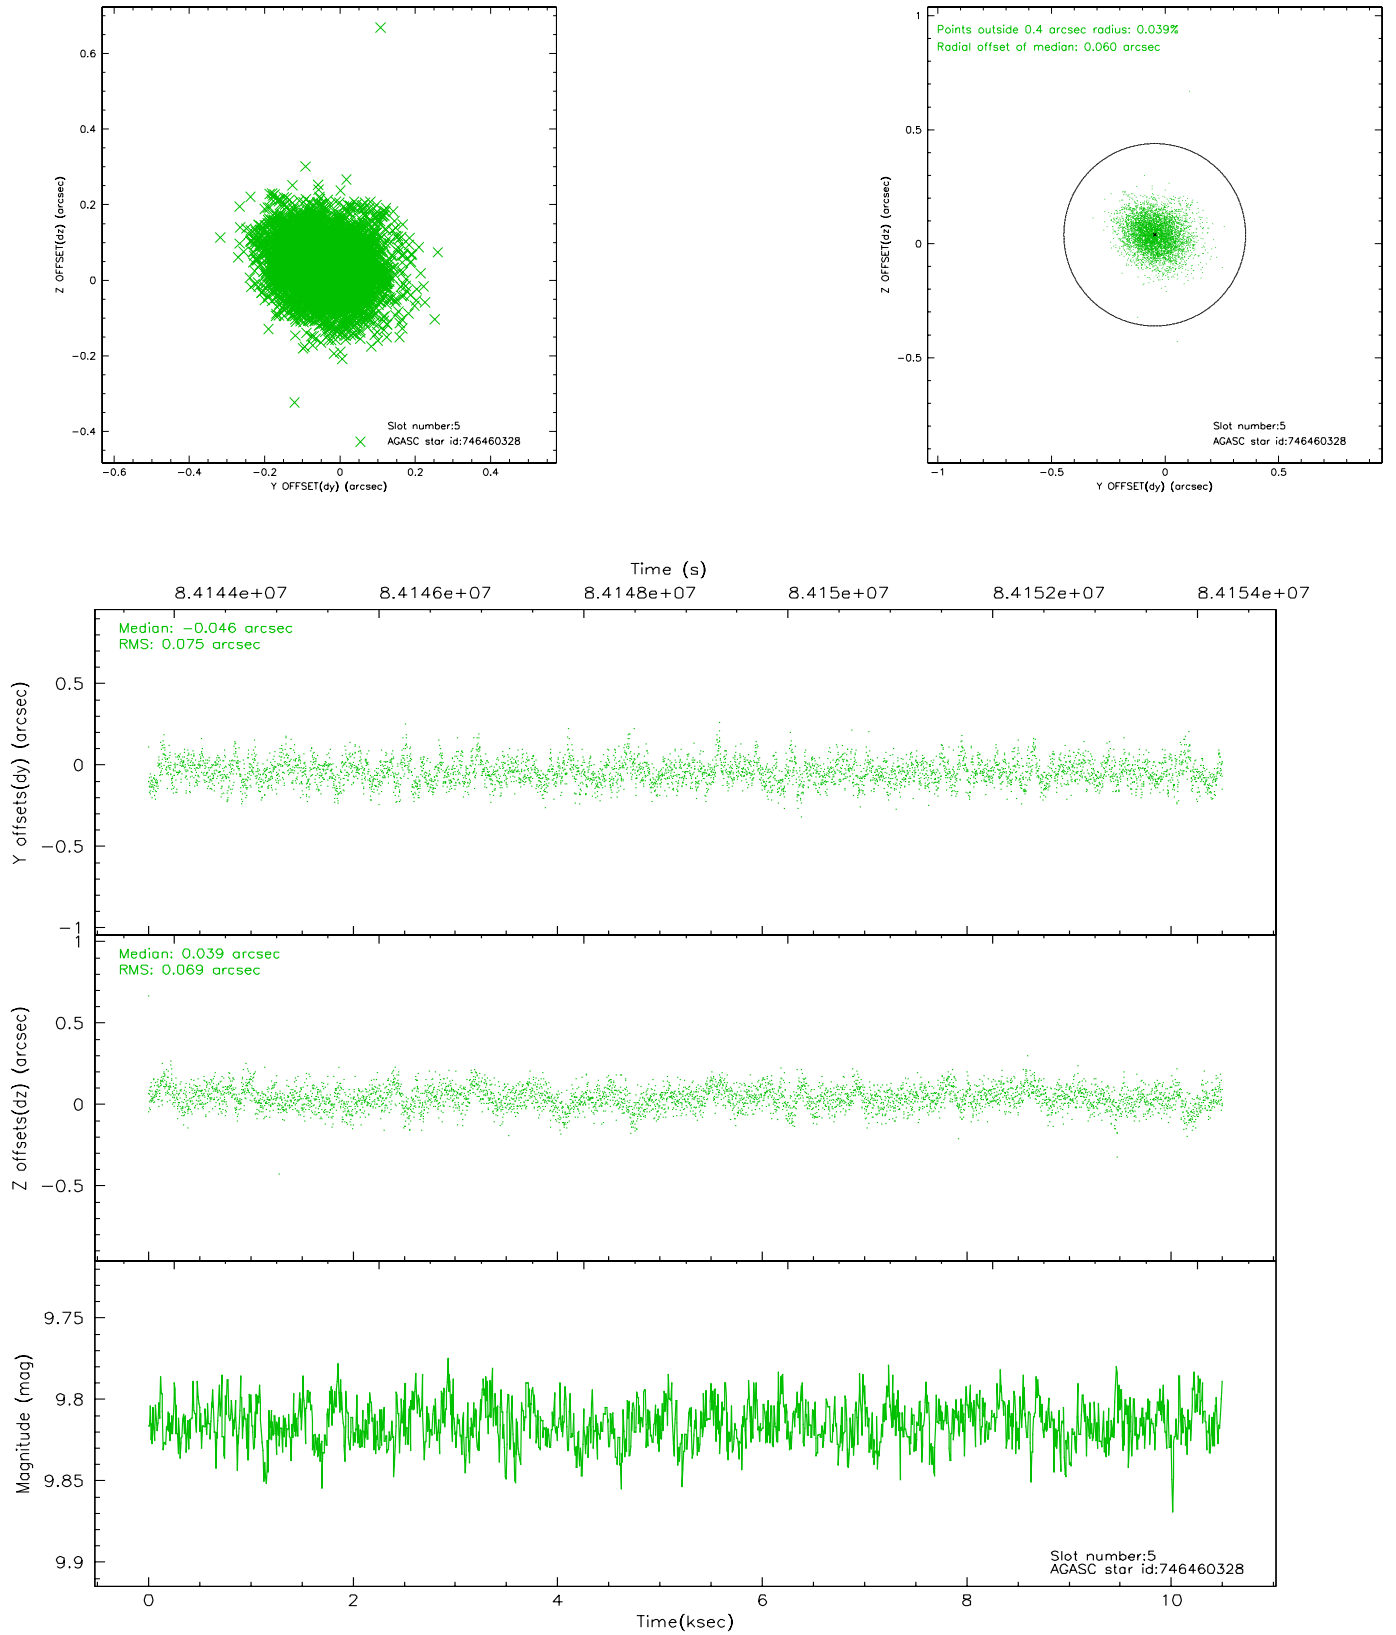 0.6
0.4
0.2
0
−0.2
−0.4
Z OFFSET(dz) (arcsec)
Slot number:5
AGASC star id:746460328
−0.6 −0.4 −0.2 0 0.2 0.4
Y OFFSET(dy) (arcsec)
Points outside 0.4 arcsec radius: 0.039%
Radial offset of median: 0.060 arcsec
1
0.5
0
−0.5
Z OFFSET(dz) (arcsec)
Slot number:5
AGASC star id:746460328
−1 −0.5 0 0.5
Y OFFSET(dy) (arcsec)
Time (s)
8.4144e+07 8.4146e+07 8.4148e+07 8.415e+07 8.4152e+07 8.4154e+07
Median: −0.046 arcsec
RMS: 0.075 arcsec
0.5
0
−0.5
−1
Y offsets(dy) (arcsec)
Median: 0.039 arcsec
RMS: 0.069 arcsec
1
0.5
0
−0.5
Z offsets(dz) (arcsec)
9.75
9.8
9.85
9.9
Magnitude (mag)
Slot number:5
AGASC star id:746460328
0 2 4 6 8 10
Time(ksec)